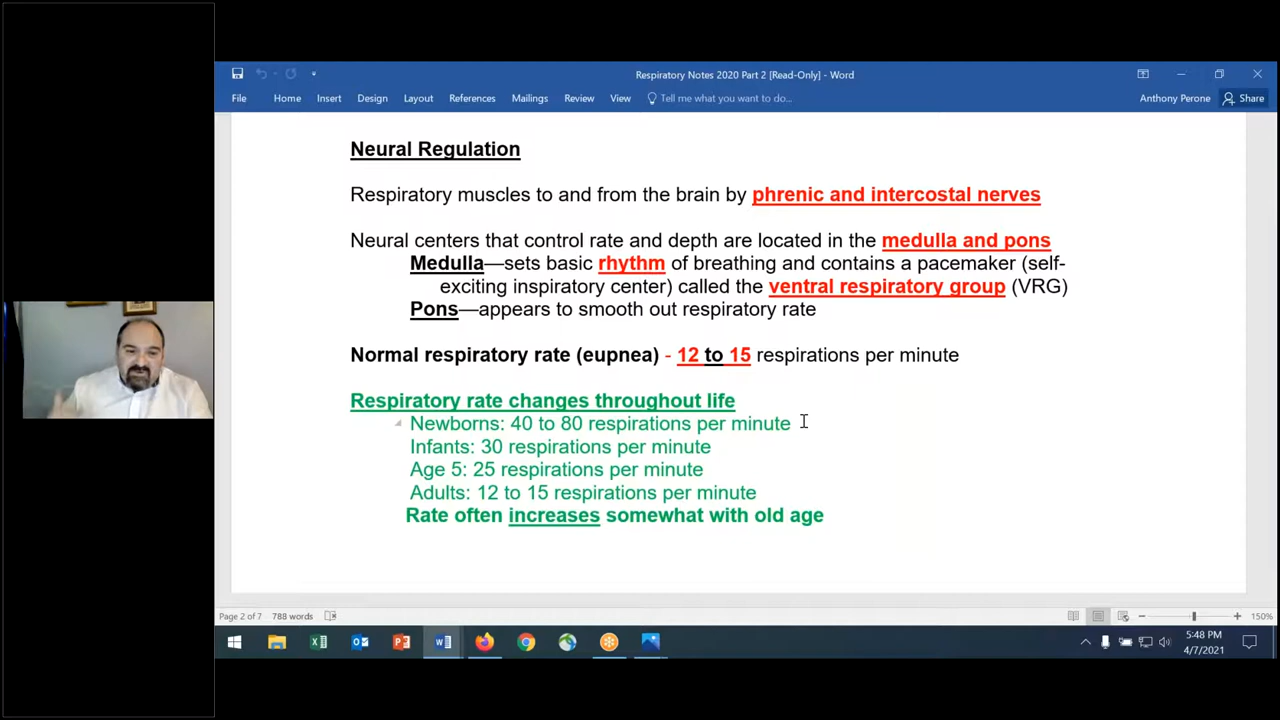 Respiratory Notes 2020 Part 2 [Read-Only] - Word
File Home Insert Design Layout References Mailings Review View Tell me what you want to do... Anthony Perone Share
Neural Regulation
Respiratory muscles to and from the brain by phrenic and intercostal nerves
Neural centers that control rate and depth are located in the medulla and pons
Medulla—sets basic rhythm of breathing and contains a pacemaker (self-
exciting inspiratory center) called the ventral respiratory group (VRG)
Pons—appears to smooth out respiratory rate
Normal respiratory rate (eupnea) - 12 to 15 respirations per minute
Respiratory rate changes throughout life
Newborns: 40 to 80 respirations per minute
Infants: 30 respirations per minute
Age 5: 25 respirations per minute
Adults: 12 to 15 respirations per minute
Rate often increases somewhat with old age
Page 2 of 7 788 words 150%
5:48 PM
4/7/2021